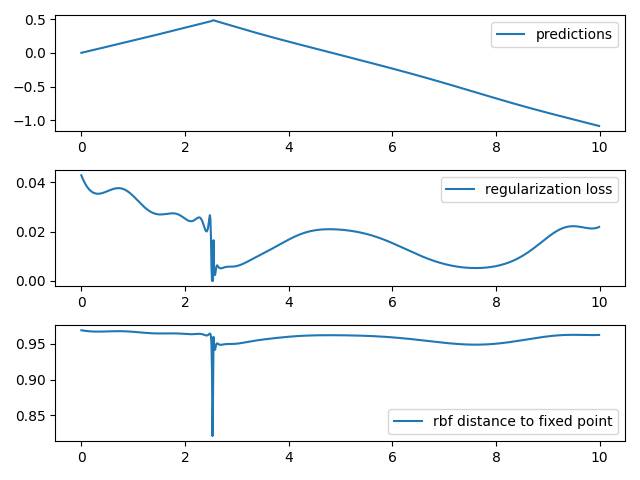 0.5
predictions
0.0
−0.5
−1.0
0 2 4 6 8 10
0.04
regularization loss
0.02
0.00
0 2 4 6 8 10
0.95
0.90
0.85
rbf distance to fixed point
0 2 4 6 8 10